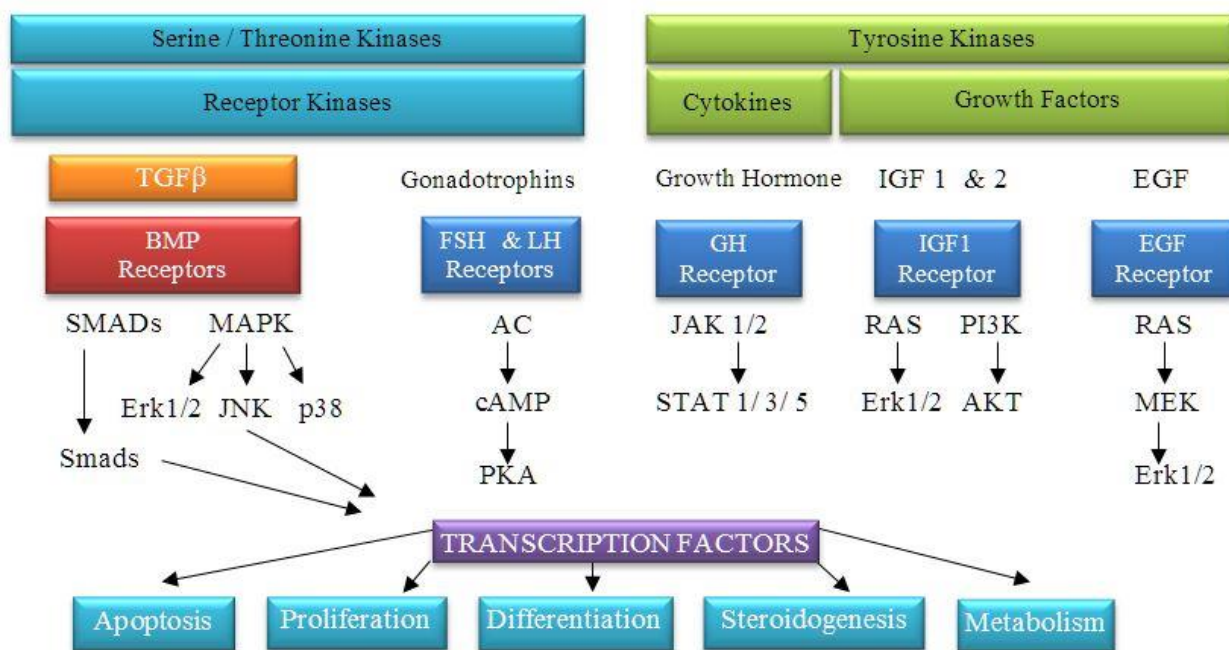 Serine / Threonine Kinases
Tyrosine Kinases
Receptor Kinases
Cytokines
Growth Factors
TGFβ
Gonadotrophins
Growth Hormone
IGF 1 & 2
EGF
BMP
Receptors
FSH & LH
Receptors
GH
Receptor
IGF1
Receptor
EGF
Receptor
SMADs
MAPK
AC
JAK 1/2
RAS
PI3K
RAS
Erk1/2
JNK
p38
cAMP
STAT 1/ 3/ 5
Erk1/2
AKT
MEK
Smads
PKA
Erk1/2
TRANSCRIPTION FACTORS
Apoptosis
Proliferation
Differentiation
Steroidogenesis
Metabolism